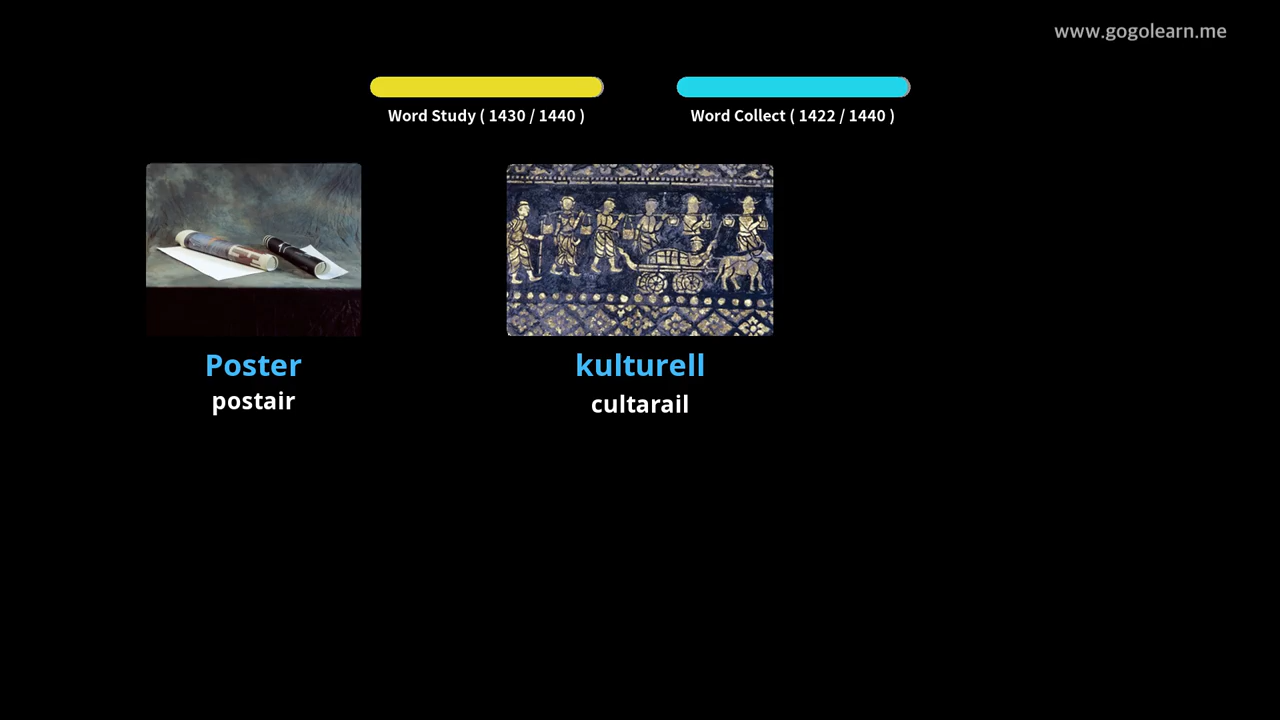 www.gogolearn.me
Word Study ( 1430 / 1440 )
Word Collect ( 1422 / 1440 )
Poster
postair
kulturell
cultarail